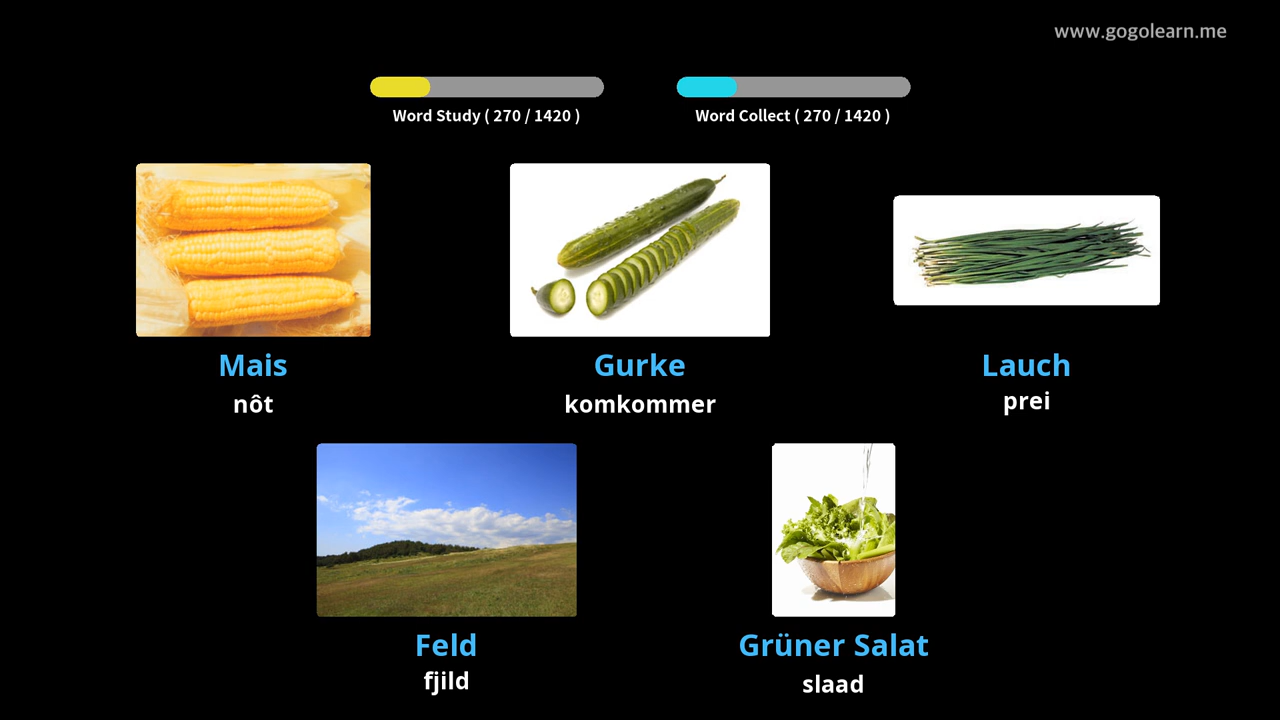 www.gogolearn.me
Word Study ( 270 / 1420 )
Word Collect ( 270 / 1420 )
Mais
nôt
Gurke
komkommer
Lauch
prei
Feld
fjild
Grüner Salat
slaad